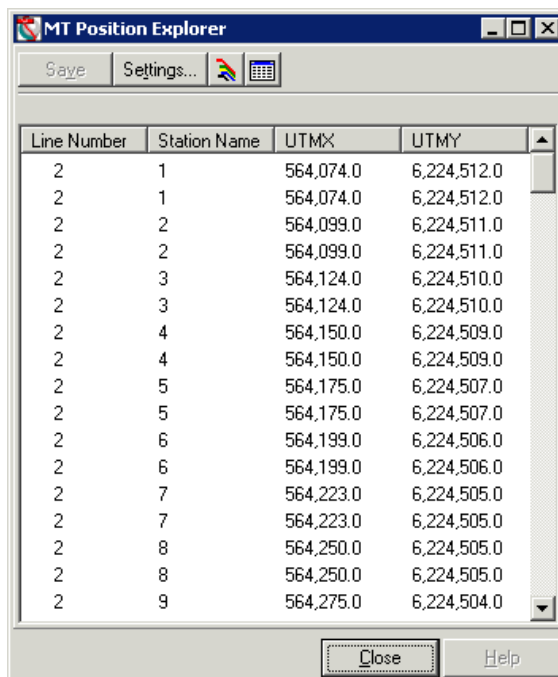 MT Position Explorer
Save Settings...
Line Number Station Name UTMX UTMY
2 1 564,074.0 6,224,512.0
2 1 564,074.0 6,224,512.0
2 2 564,099.0 6,224,511.0
2 2 564,099.0 6,224,511.0
2 3 564,124.0 6,224,510.0
2 3 564,124.0 6,224,510.0
2 4 564,150.0 6,224,509.0
2 4 564,150.0 6,224,509.0
2 5 564,175.0 6,224,507.0
2 5 564,175.0 6,224,507.0
2 6 564,199.0 6,224,506.0
2 6 564,199.0 6,224,506.0
2 7 564,223.0 6,224,505.0
2 7 564,223.0 6,224,505.0
2 8 564,250.0 6,224,505.0
2 8 564,250.0 6,224,505.0
2 9 564,275.0 6,224,504.0
Close Help